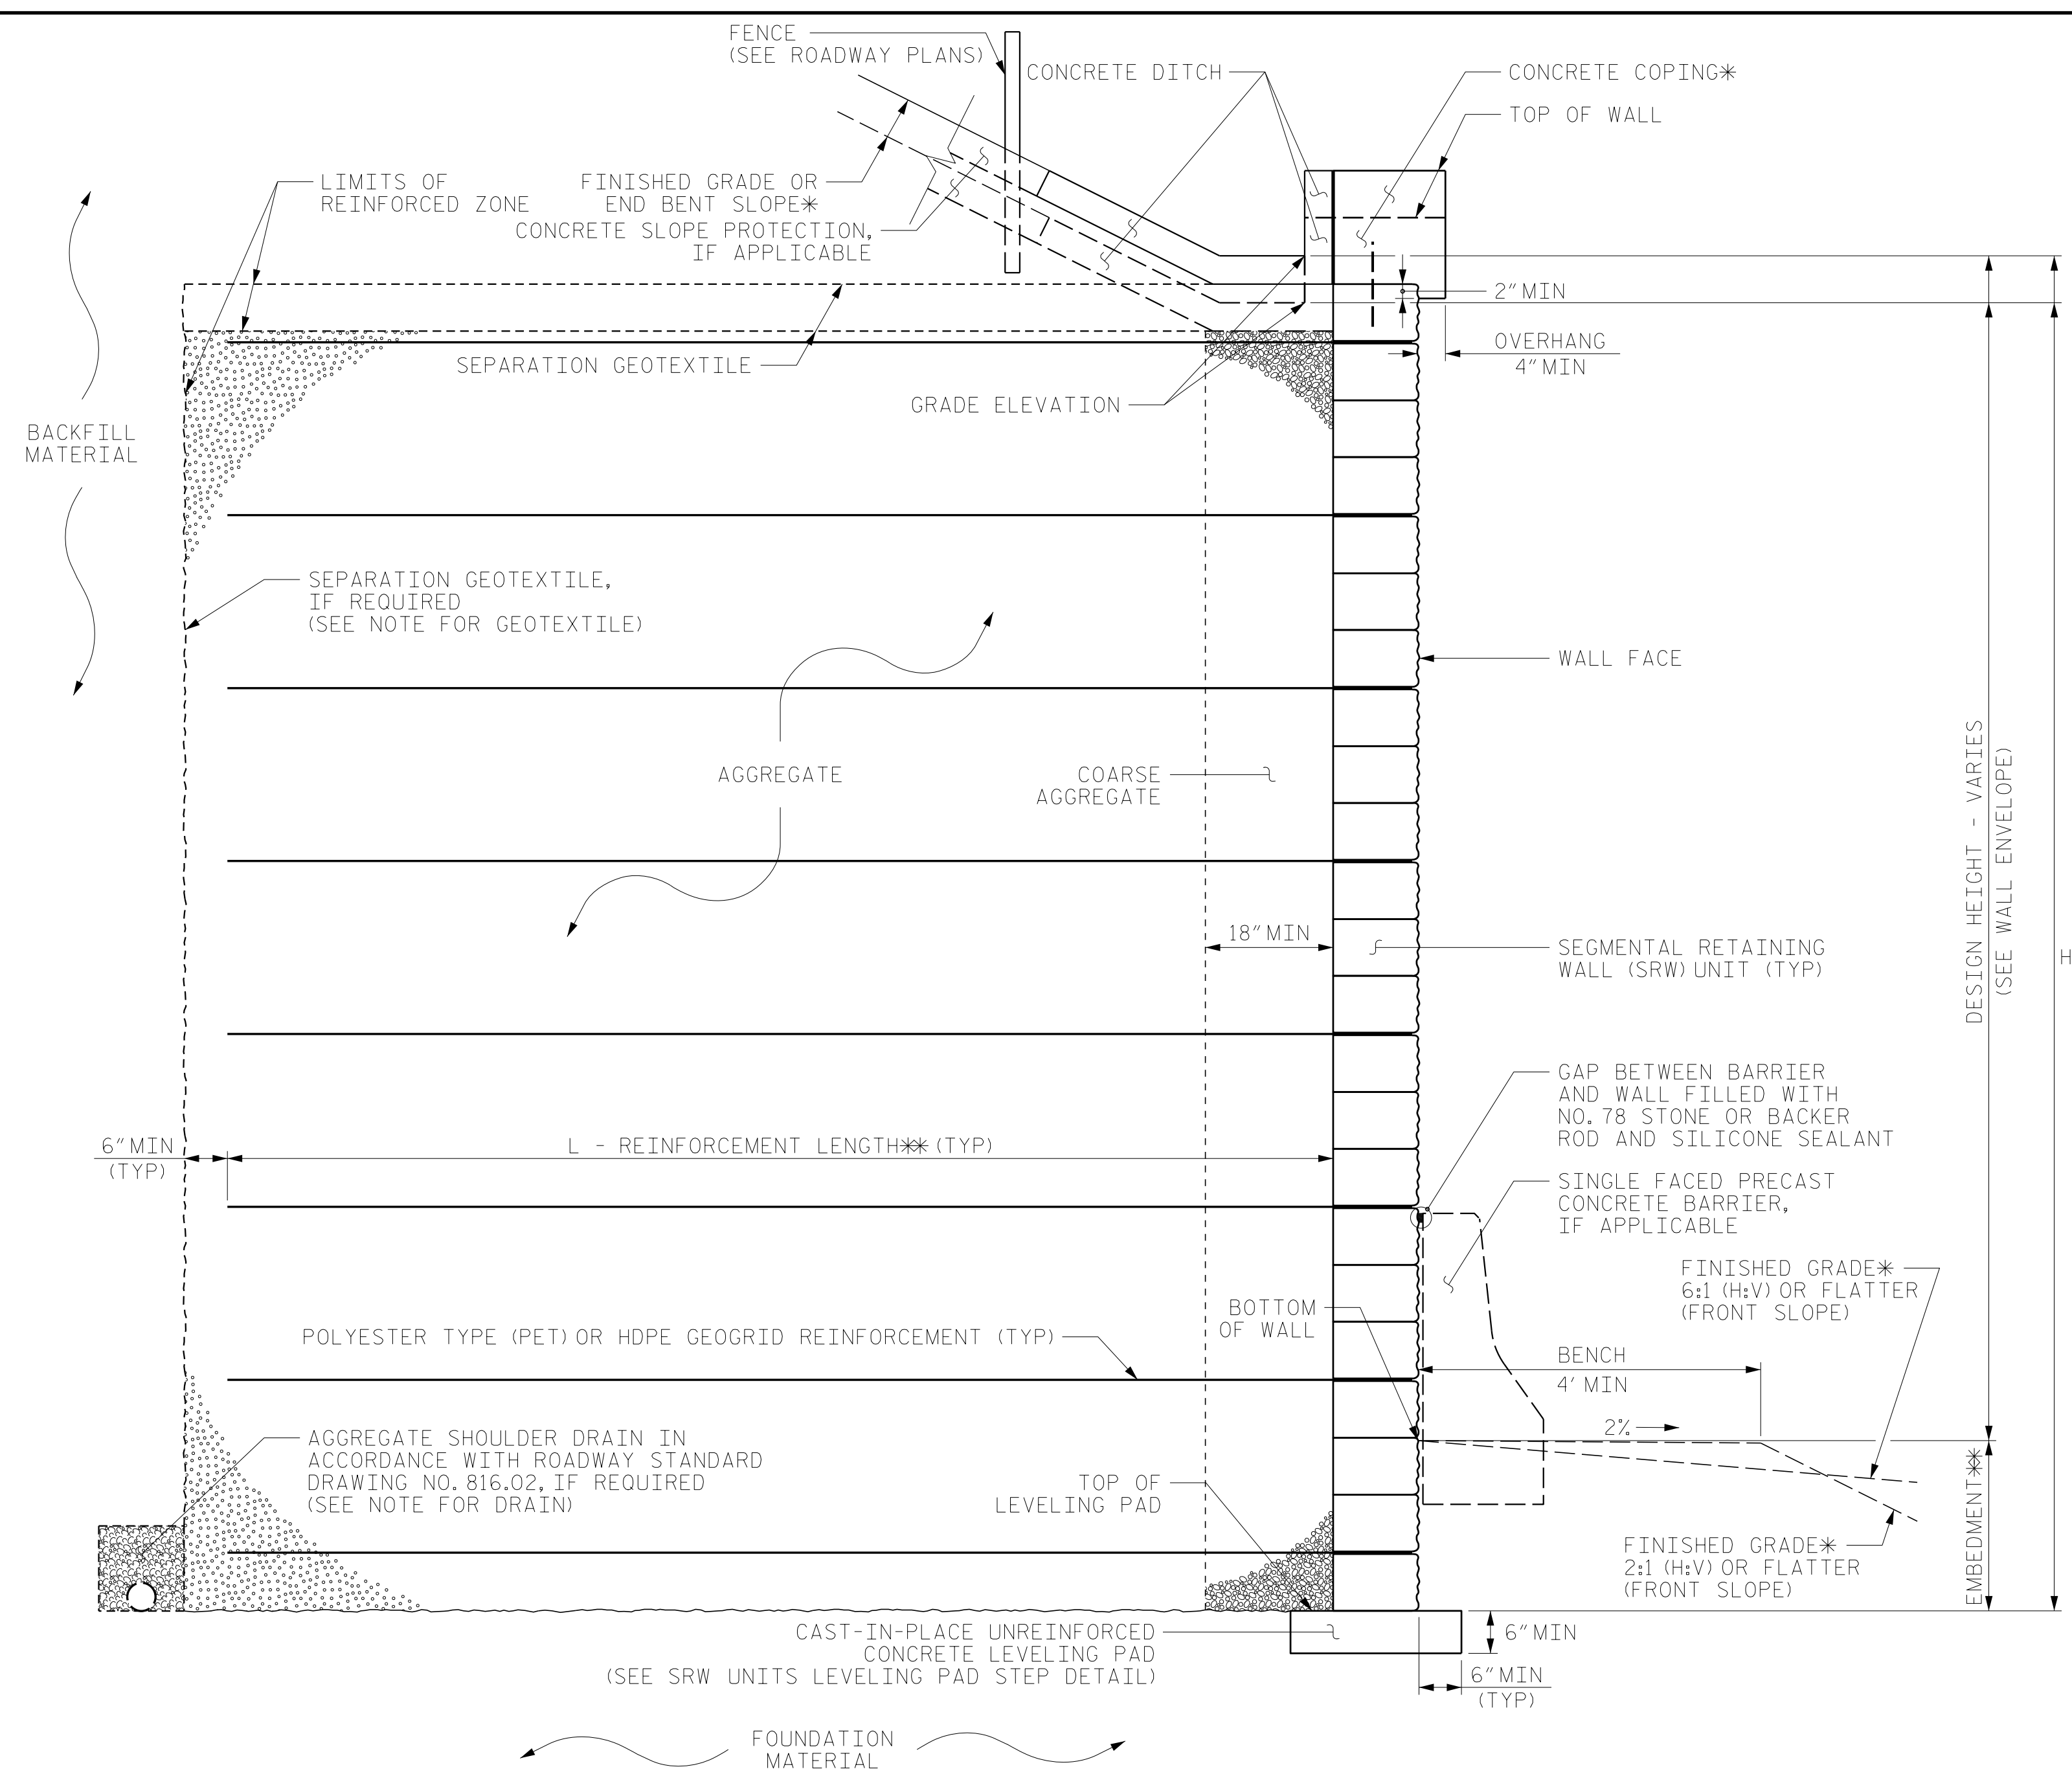 FENCE
(SEE ROADWAY PLANS)
CONCRETE DITCH
CONCRETE COPING*
TOP OF WALL
LIMITS OF
REINFORCED ZONE
FINISHED GRADE OR
END BENT SLOPE*
CONCRETE SLOPE PROTECTION,
IF APPLICABLE
2" MIN
OVERHANG
4" MIN
SEPARATION GEOTEXTILE
GRADE ELEVATION
BACKFILL
MATERIAL
SEPARATION GEOTEXTILE,
IF REQUIRED
(SEE NOTE FOR GEOTEXTILE)
WALL FACE
AGGREGATE
COARSE
AGGREGATE
DESIGN HEIGHT - VARIES
(SEE WALL ENVELOPE)
H
18" MIN
SEGMENTAL RETAINING
WALL (SRW) UNIT (TYP)
GAP BETWEEN BARRIER
AND WALL FILLED WITH
NO. 78 STONE OR BACKER
ROD AND SILICONE SEALANT
6" MIN
(TYP)
L - REINFORCEMENT LENGTH** (TYP)
SINGLE FACED PRECAST
CONCRETE BARRIER,
IF APPLICABLE
FINISHED GRADE*
6:1 (H:V) OR FLATTER
(FRONT SLOPE)
BOTTOM
OF WALL
POLYESTER TYPE (PET) OR HDPE GEOGRID REINFORCEMENT (TYP)
BENCH
4' MIN
2%
AGGREGATE SHOULDER DRAIN IN
ACCORDANCE WITH ROADWAY STANDARD
DRAWING NO. 816.02, IF REQUIRED
(SEE NOTE FOR DRAIN)
TOP OF
LEVELING PAD
EMBEDMENT**
FINISHED GRADE*
2:1 (H:V) OR FLATTER
(FRONT SLOPE)
CAST-IN-PLACE UNREINFORCED
CONCRETE LEVELING PAD
(SEE SRW UNITS LEVELING PAD STEP DETAIL)
6" MIN
6" MIN
(TYP)
FOUNDATION
MATERIAL